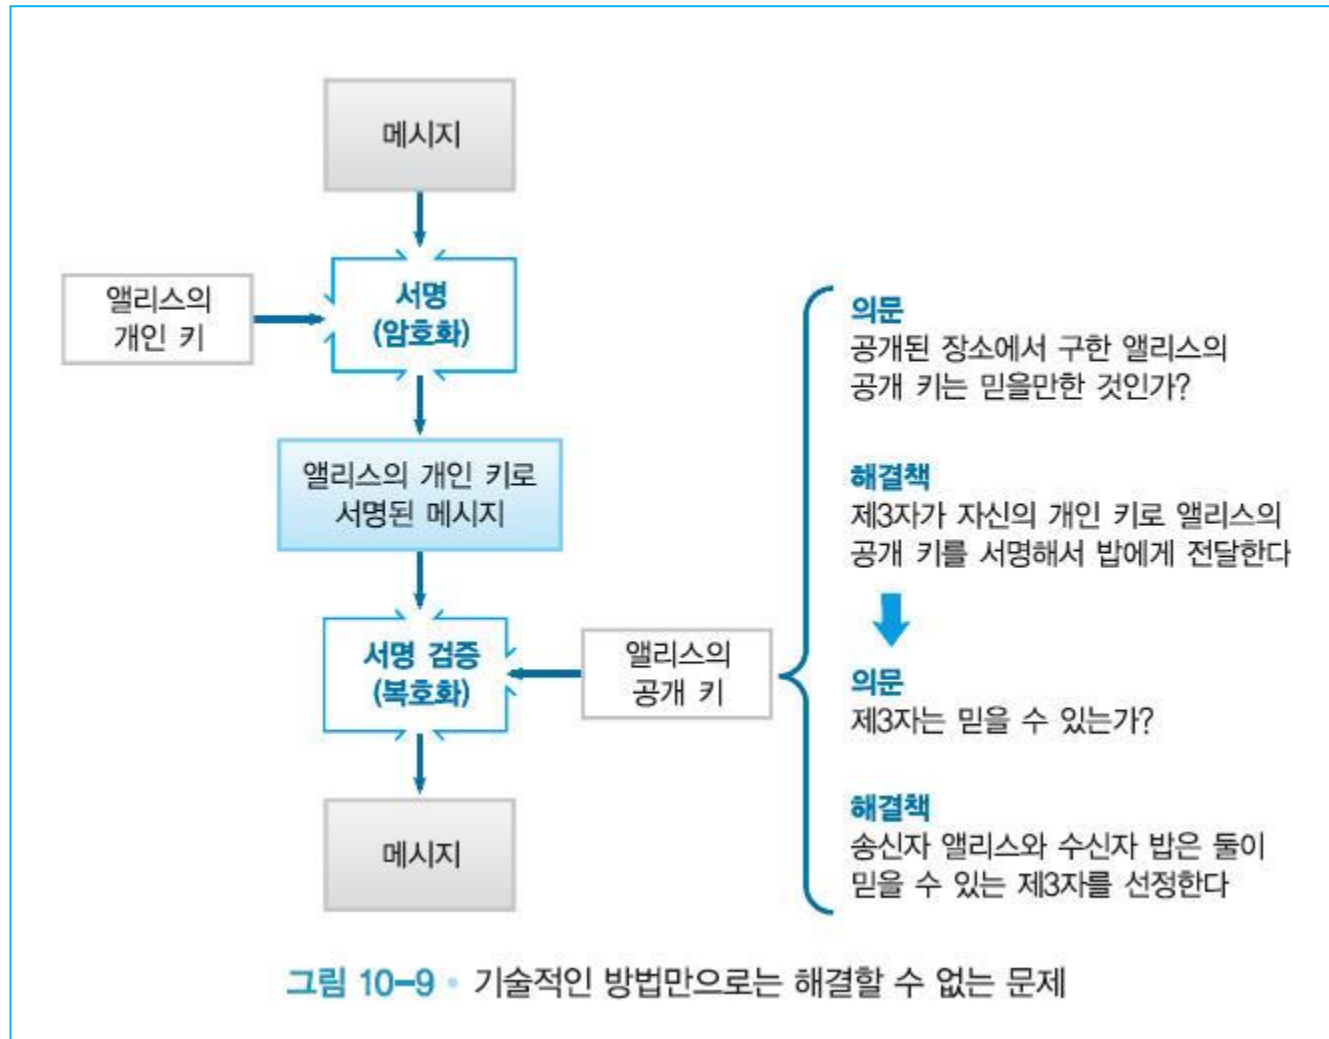 메시지
앨리스의
개인 키
서명
(암호화)
앨리스의 개인 키로
서명된 메시지
서명 검증
(복호화)
앨리스의
공개 키
메시지
의문
공개된 장소에서 구한 앨리스의
공개 키는 믿을만한 것인가?
해결책
제3자가 자신의 개인 키로 앨리스의
공개 키를 서명해서 밥에게 전달한다
의문
제3자는 믿을 수 있는가?
해결책
송신자 앨리스와 수신자 밥은 둘이
믿을 수 있는 제3자를 선정한다
그림 10-9 • 기술적인 방법만으로는 해결할 수 없는 문제